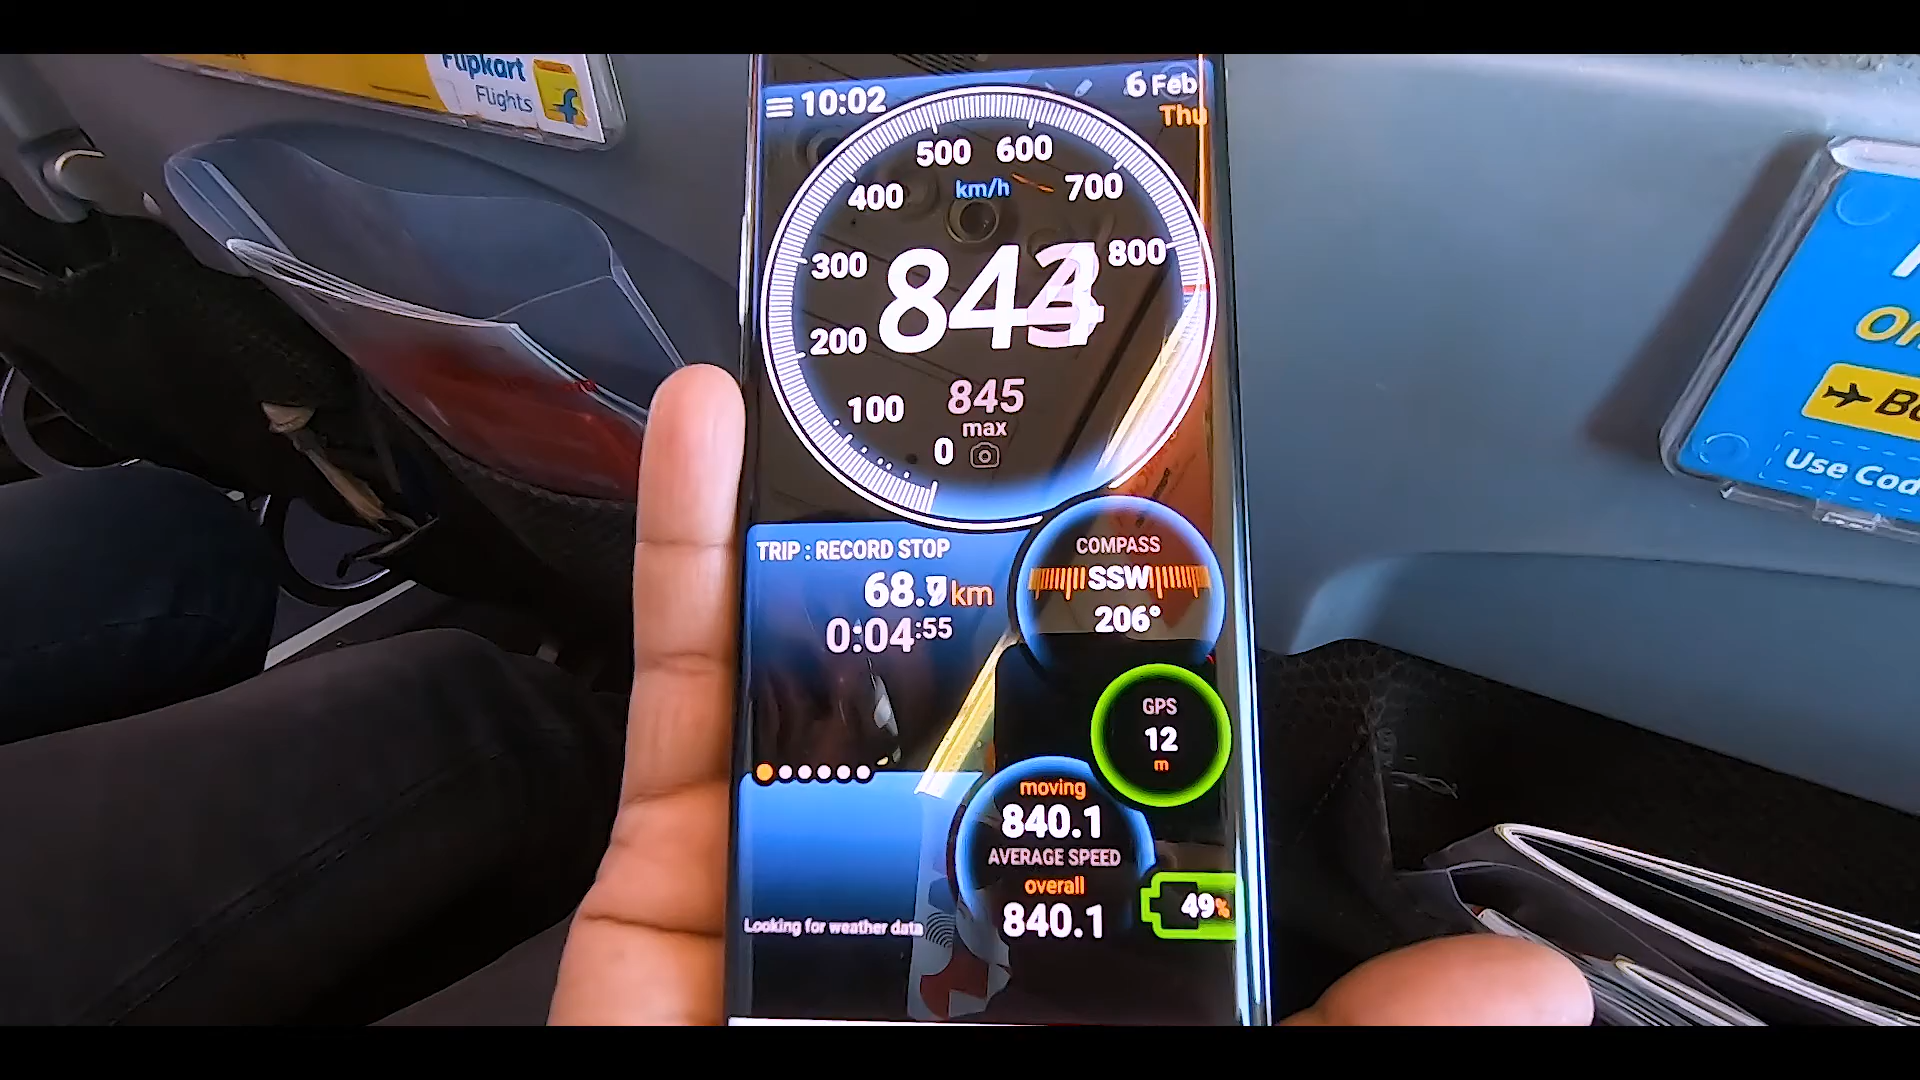 Flipkart
Flights
10:02
6 Feb
Thu
500 600
400 km/h 700
300 800
84
200
845
100 max
0
TRIP : RECORD STOP
68. km
0:04:55
COMPASS
SSW
206°
GPS
12
m
moving
840.1
AVERAGE SPEED
overall
840.1
49%
Looking for weather data
Use Cod